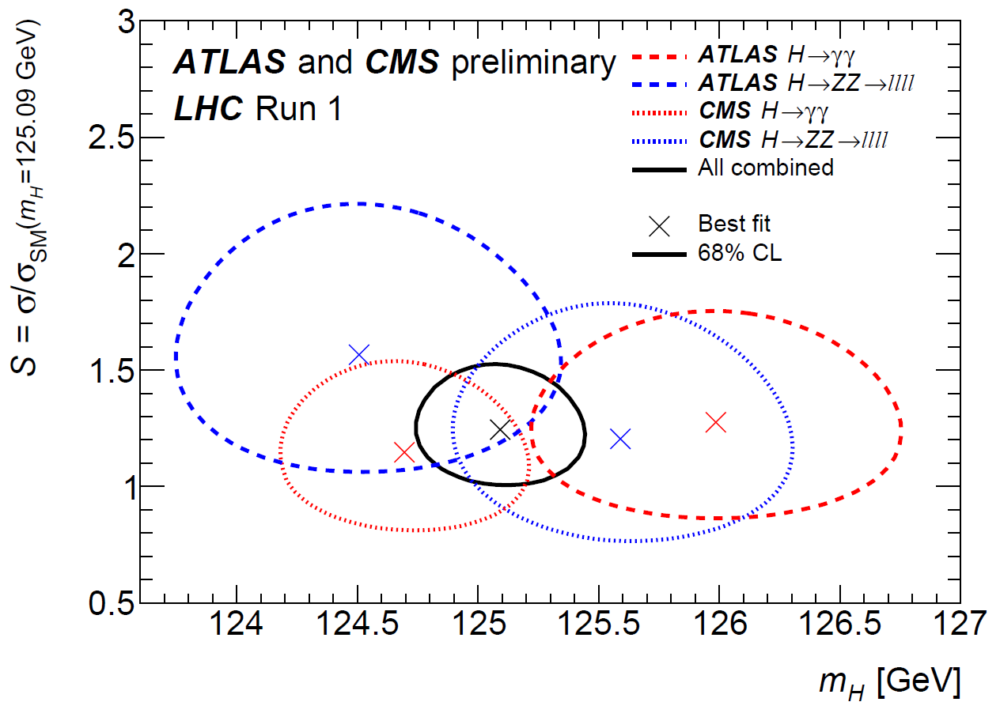 ATLAS and CMS preliminary
LHC Run 1
ATLAS H→γγ
ATLAS H→ZZ→llll
CMS H→γγ
CMS H→ZZ→llll
All combined
Best fit
68% CL
S = σ/σSM(mH=125.09 GeV)
3
2.5
2
1.5
1
0.5
124 124.5 125 125.5 126 126.5 127
mH [GeV]